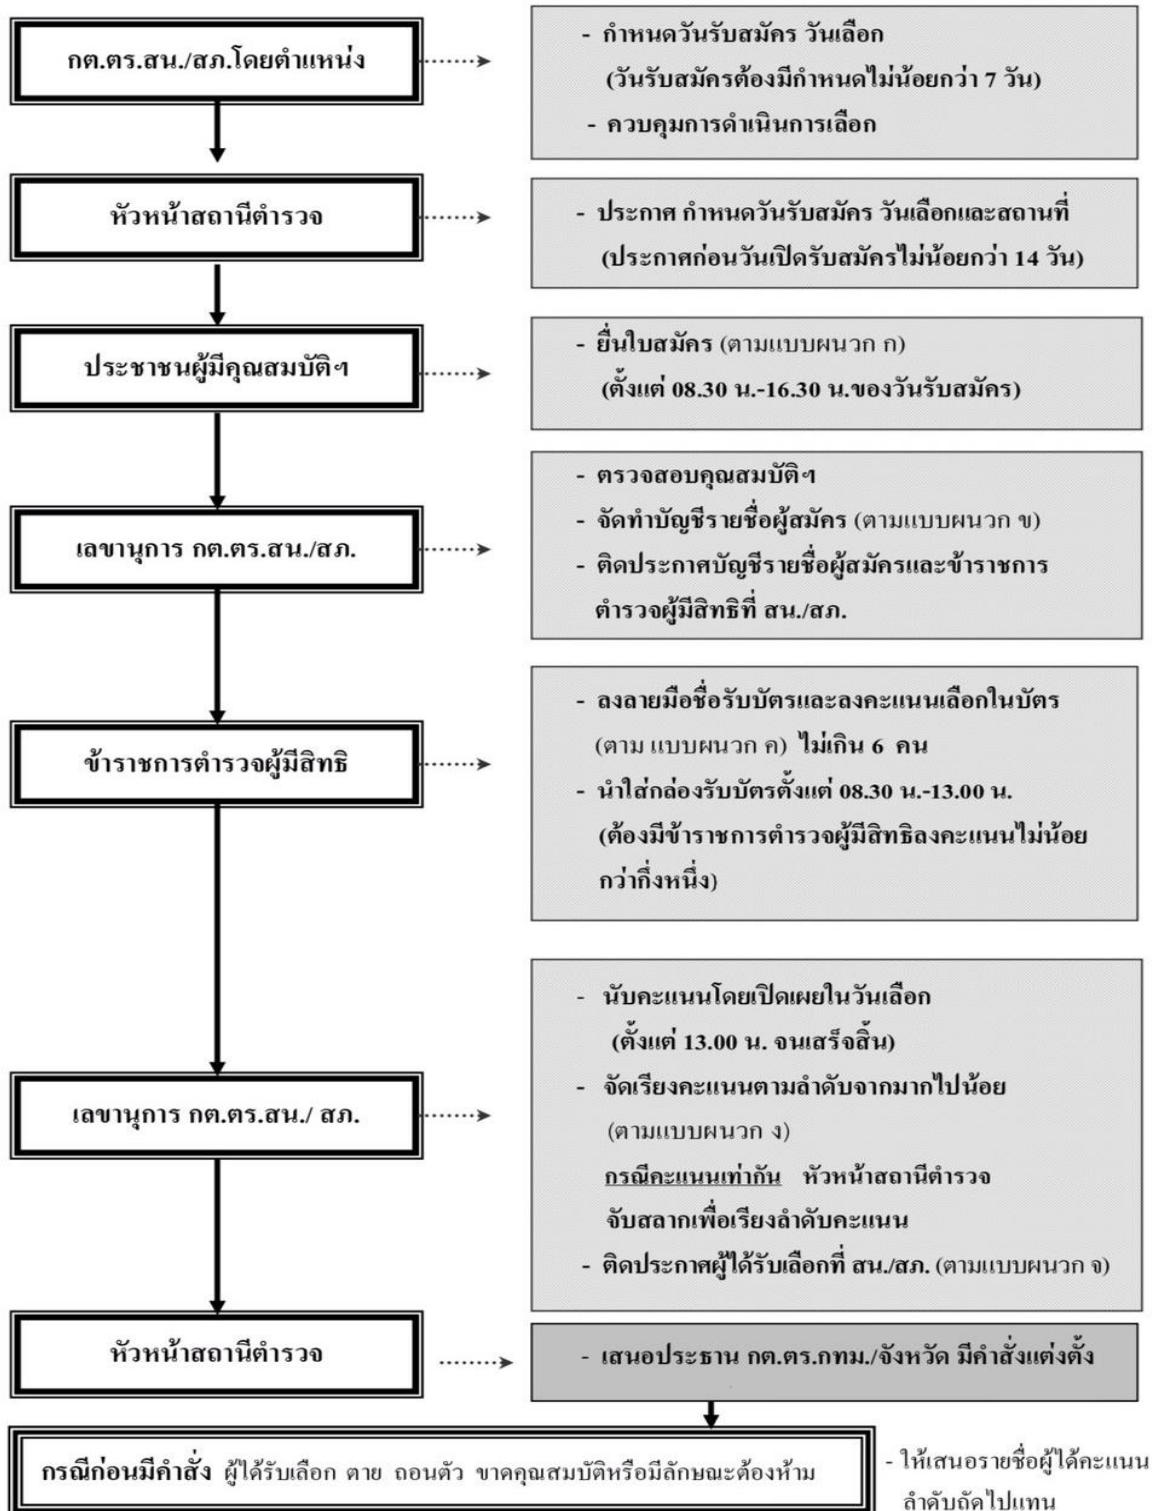 กต.ตร.สน./สภ.โดยตำแหน่ง
- กำหนดวันรับสมัคร วันเลือก
(วันรับสมัครต้องมีกำหนดไม่น้อยกว่า 7 วัน)
- ควบคุมการดำเนินการเลือก
หัวหน้าสถานีตำรวจ
- ประกาศ กำหนดวันรับสมัคร วันเลือกและสถานที่
(ประกาศก่อนวันเปิดรับสมัครไม่น้อยกว่า 14 วัน)
ประชาชนผู้มีคุณสมบัติฯ
- ยื่นใบสมัคร (ตามแบบผนวก ก)
(ตั้งแต่ 08.30 น.-16.30 น.ของวันรับสมัคร)
เลขานุการ กต.ตร.สน./สภ.
- ตรวจสอบคุณสมบัติฯ
- จัดทำบัญชีรายชื่อผู้สมัคร (ตามแบบผนวก ข)
- ติดประกาศบัญชีรายชื่อผู้สมัครและข้าราชการ
ตำรวจผู้มีสิทธิที่ สน./สภ.
ข้าราชการตำรวจผู้มีสิทธิ
- ลงลายมือชื่อรับบัตรและลงคะแนนเลือกในบัตร
(ตาม แบบผนวก ค) ไม่เกิน 6 คน
- นำใส่กล่องรับบัตรตั้งแต่ 08.30 น.-13.00 น.
(ต้องมีข้าราชการตำรวจผู้มีสิทธิลงคะแนนไม่น้อย
กว่ากึ่งหนึ่ง)
เลขานุการ กต.ตร.สน./ สภ.
- นับคะแนนโดยเปิดเผยในวันเลือก
(ตั้งแต่ 13.00 น. จนเสร็จสิ้น)
- จัดเรียงคะแนนตามลำดับจากมากไปน้อย
(ตามแบบผนวก ง)
กรณีคะแนนเท่ากัน หัวหน้าสถานีตำรวจ
จับสลากเพื่อเรียงลำดับคะแนน
- ติดประกาศผู้ได้รับเลือกที่ สน./สภ. (ตามแบบผนวก จ)
หัวหน้าสถานีตำรวจ
- เสนอประธาน กต.ตร.กทม./จังหวัด มีคำสั่งแต่งตั้ง
กรณีก่อนมีคำสั่ง ผู้ได้รับเลือก ตาย ถอนตัว ขาดคุณสมบัติหรือมีลักษณะต้องห้าม
- ให้เสนอรายชื่อผู้ได้คะแนน
ลำดับถัดไปแทน